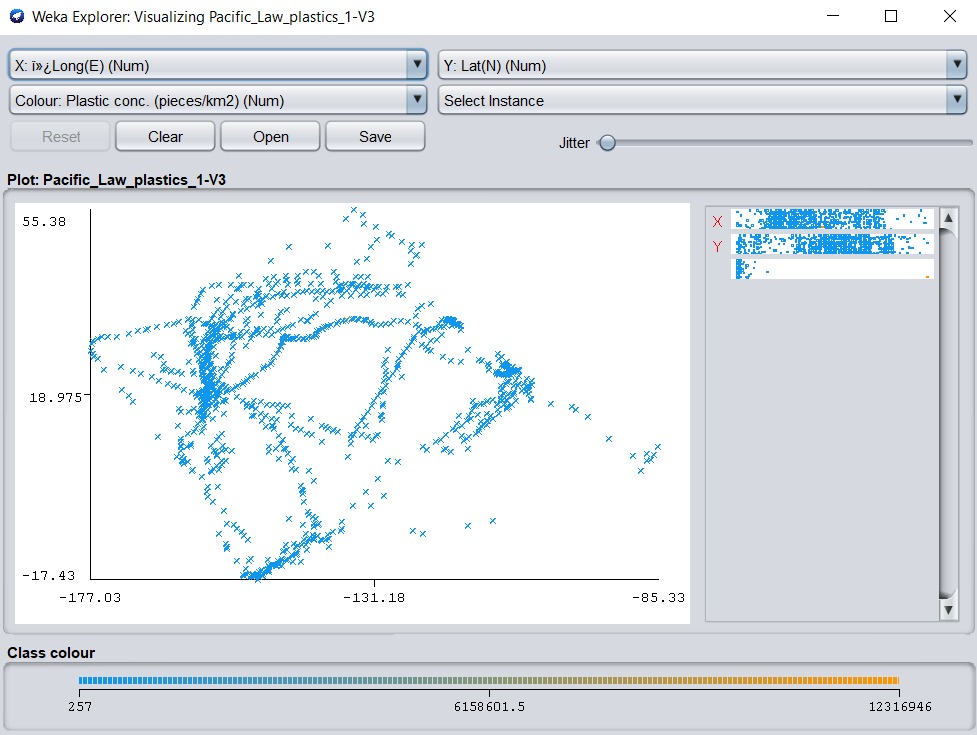 Weka Explorer: Visualizing Pacific_Law_plastics_1-V3
X: ï»¿Long(E) (Num)
Y: Lat(N) (Num)
Colour: Plastic conc. (pieces/km2) (Num)
Select Instance
Reset
Clear
Open
Save
Jitter
Plot: Pacific_Law_plastics_1-V3
55.38
18.975
-17.43
-177.03
-131.18
-85.33
X
Y
Class colour
257
6158601.5
12316946